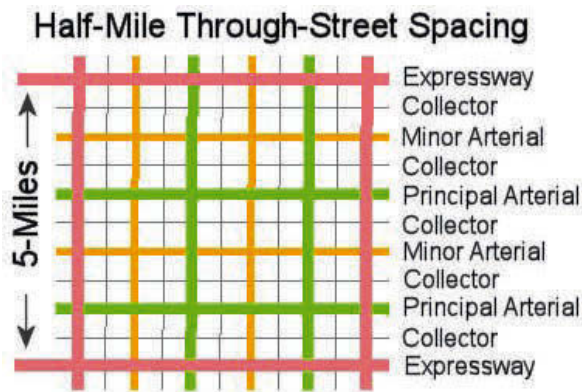 Half-Mile Through-Street Spacing
Expressway
Collector
Minor Arterial
Collector
Principal Arterial
Collector
Minor Arterial
Collector
Principal Arterial
Collector
Expressway
5-Miles